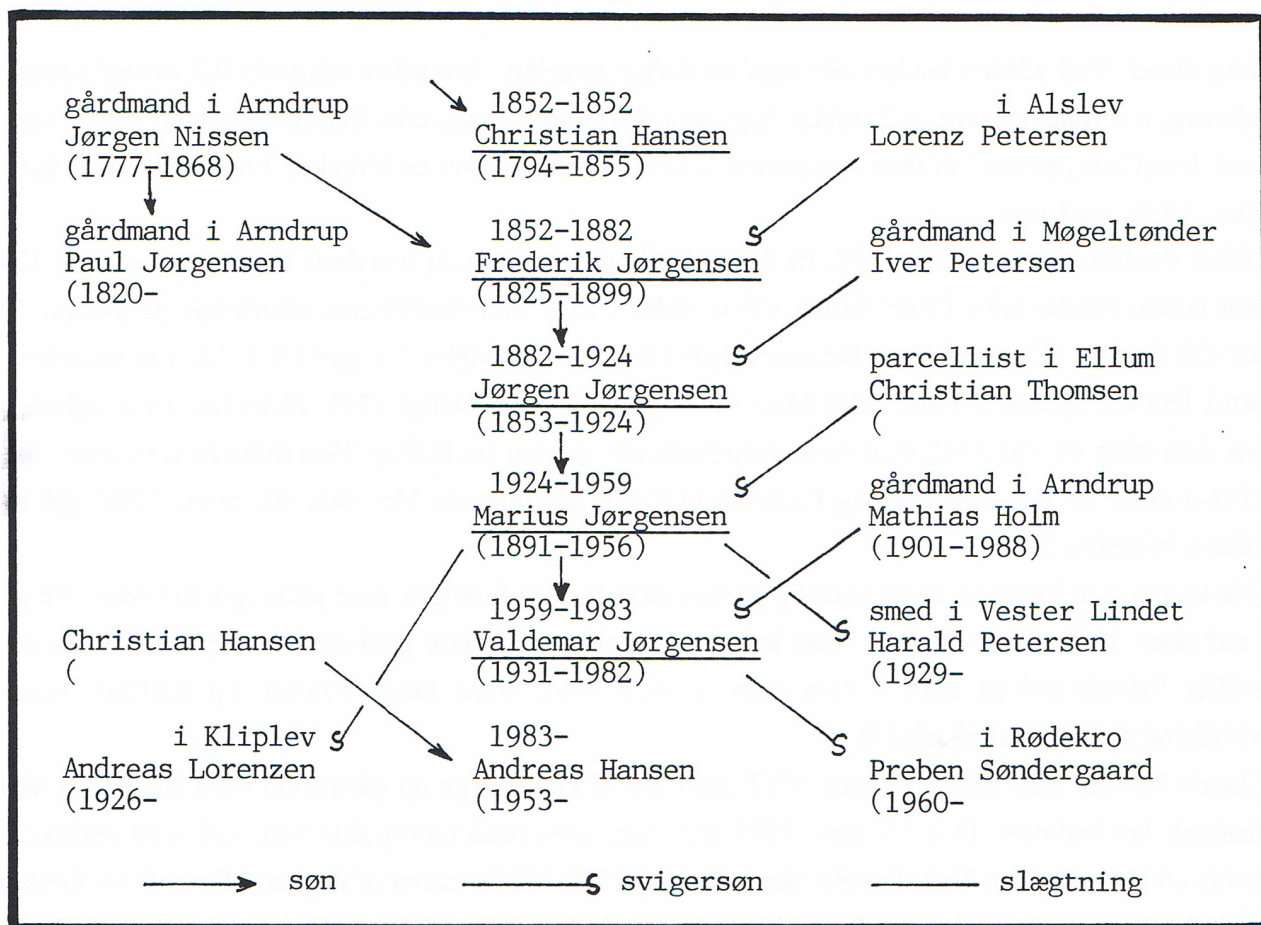 gårdmand i Arndrup
Jørgen Nissen
(1777-1868)
1852-1852
Christian Hansen
(1794-1855)
i Alslev
Lorenz Petersen
gårdmand i Arndrup
Paul Jørgensen
(1820-
1852-1882
Frederik Jørgensen
(1825-1899)
gårdmand i Møgeltønder
Iver Petersen
1882-1924
Jørgen Jørgensen
(1853-1924)
parcellist i Ellum
Christian Thomsen
(
1924-1959
Marius Jørgensen
(1891-1956)
gårdmand i Arndrup
Mathias Holm
(1901-1988)
Christian Hansen
(
1959-1983
Valdemar Jørgensen
(1931-1982)
smed i Vester Lindet
Harald Petersen
(1929-
i Kliplev
Andreas Lorenzen
(1926-
1983-
Andreas Hansen
(1953-
i Rødekro
Preben Søndergaard
(1960-
søn
svigersøn
slægtning